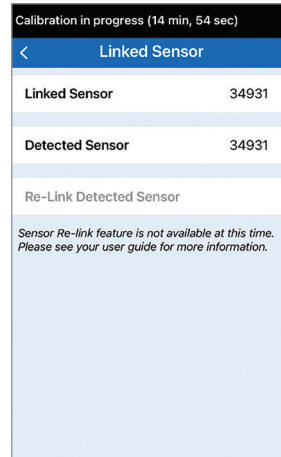 Calibration in progress (14 min, 54 sec)
Linked Sensor
Linked Sensor 34931
Detected Sensor 34931
Re-Link Detected Sensor
Sensor Re-link feature is not available at this time.
Please see your user guide for more information.